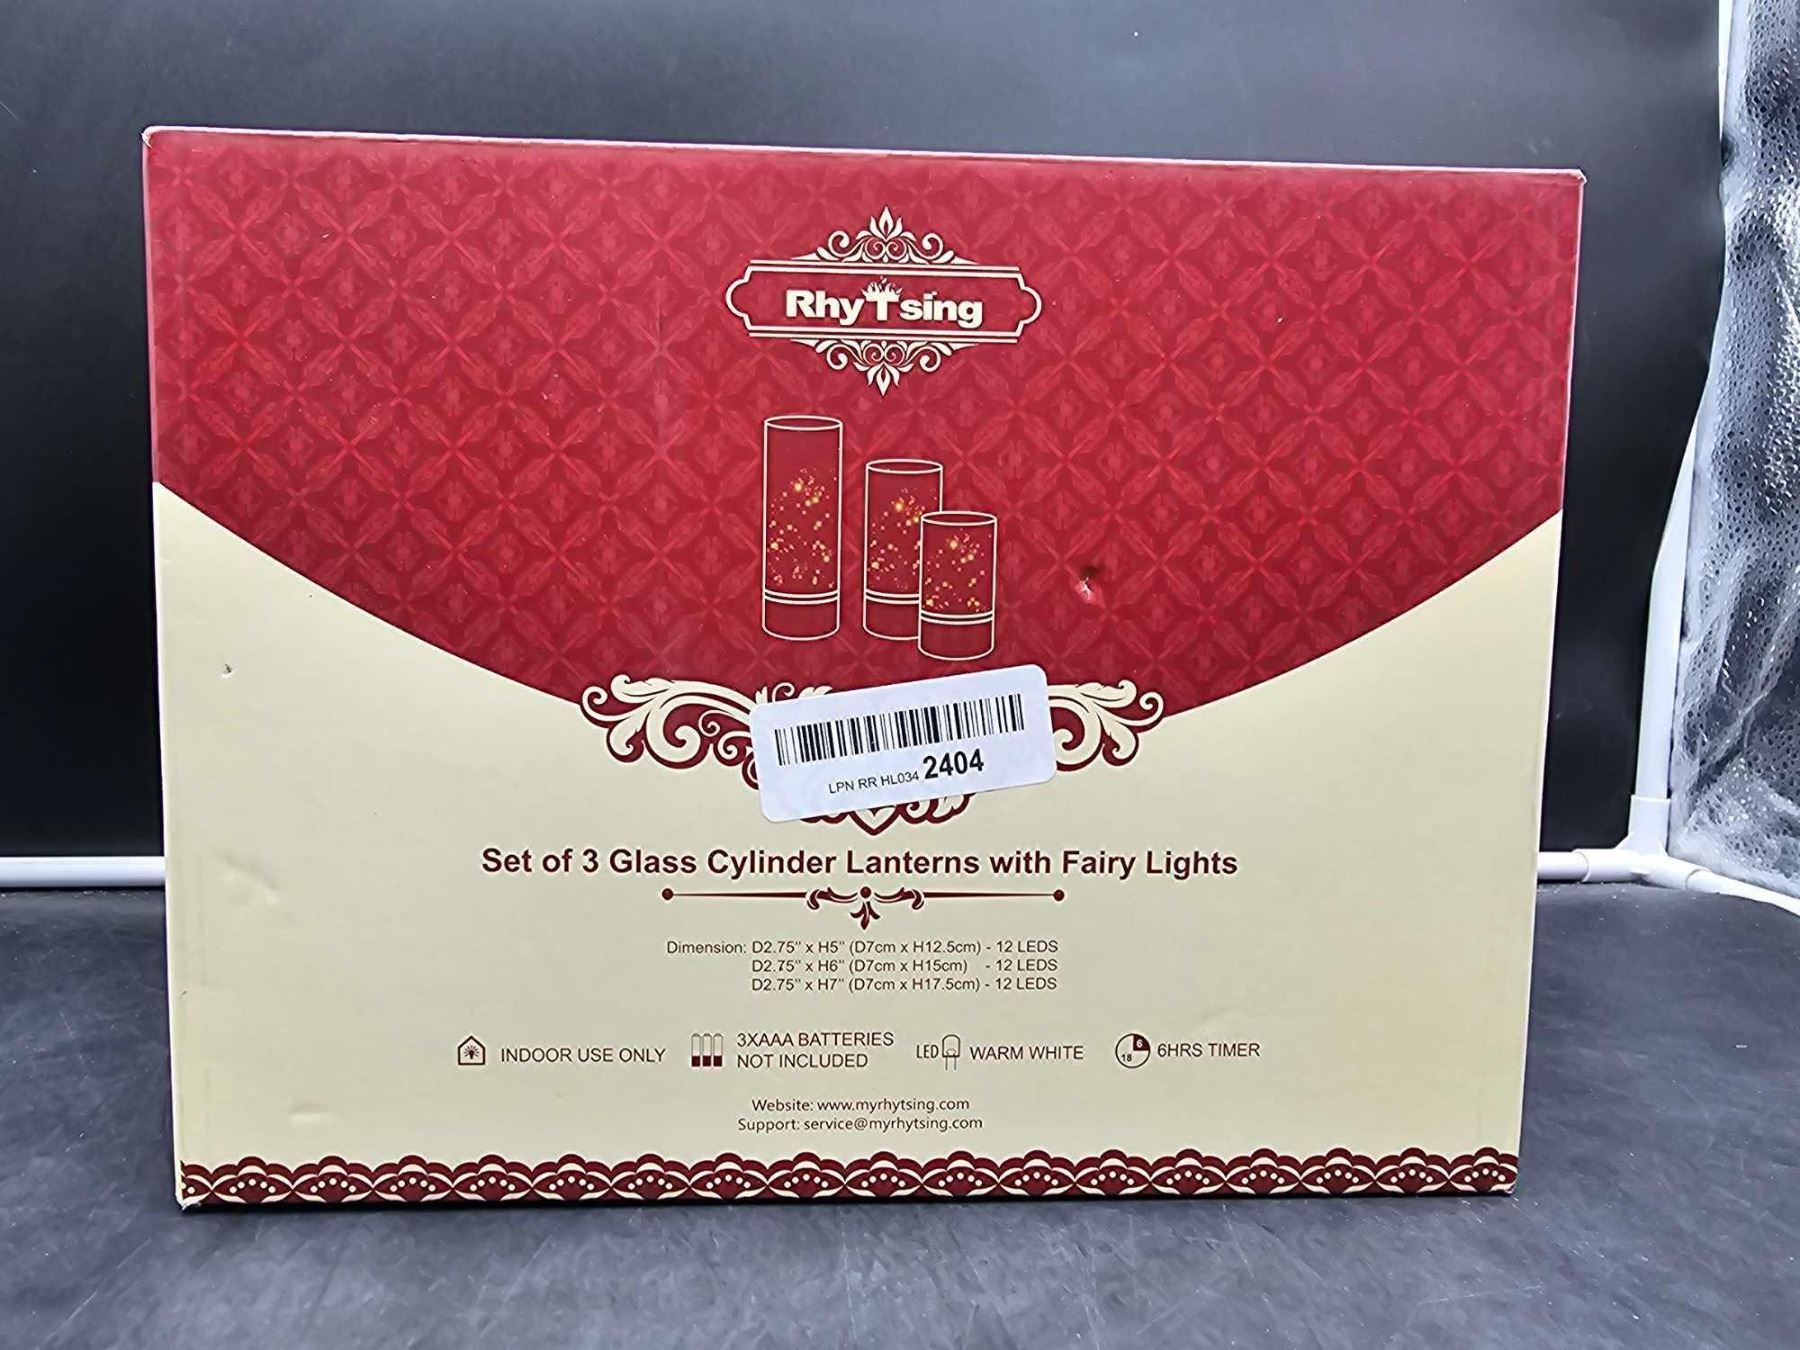 RhyTsing
LPN RR HL034 2404
Set of 3 Glass Cylinder Lanterns with Fairy Lights
Dimension: D2.75" x H5" (D7cm x H12.5cm) - 12 LEDS
D2.75" x H6" (D7cm x H15cm) - 12 LEDS
D2.75" x H7" (D7cm x H17.5cm) - 12 LEDS
INDOOR USE ONLY
3XAAA BATTERIES
NOT INCLUDED
LED WARM WHITE
6
18
6HRS TIMER
Website: www.myrhytsing.com
Support: service@myrhytsing.com